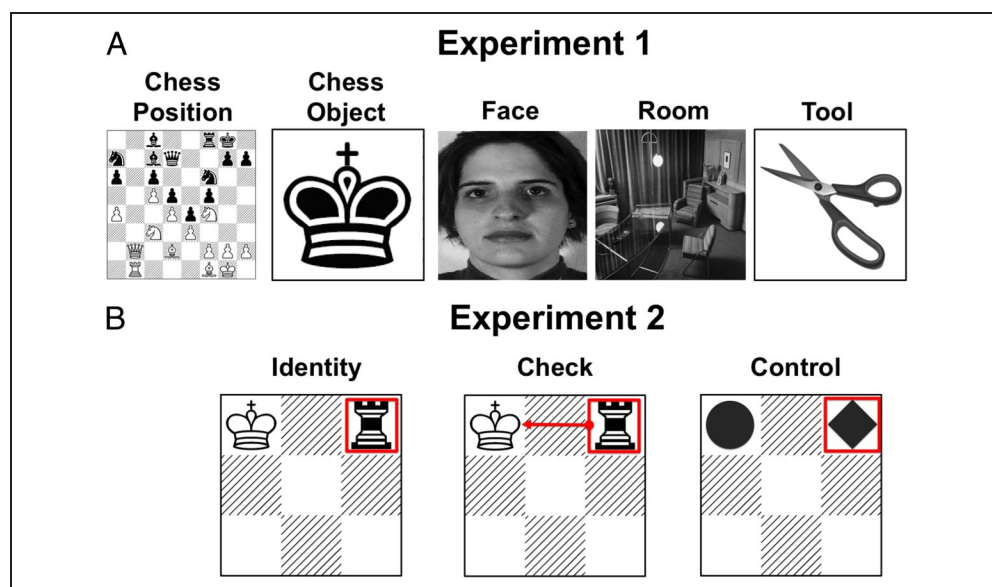 A
Experiment 1
Chess
Position
Chess
Object
Face
Room
Tool
B
Experiment 2
Identity
Check
Control